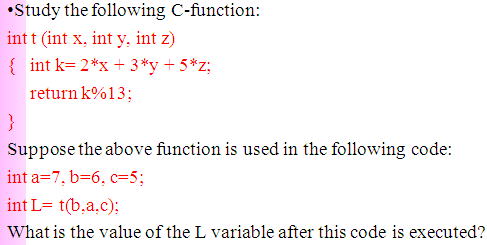 •Study the following C-function:
int t (int x, int y, int z)
{ int k= 2*x + 3*y + 5*z;
return k%13;
}
Suppose the above function is used in the following code:
int a=7, b=6, c=5;
int L= t(b,a,c);
What is the value of the L variable after this code is executed?